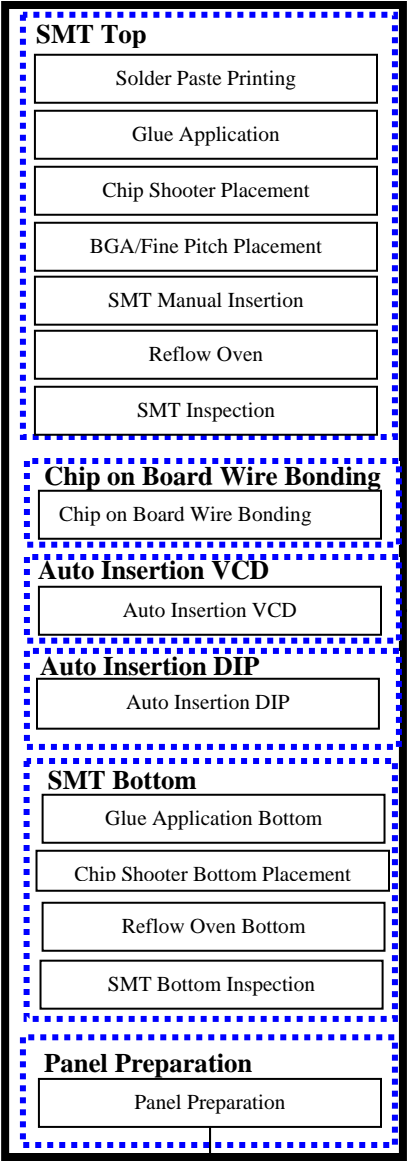 SMT Top
Solder Paste Printing
Glue Application
Chip Shooter Placement
BGA/Fine Pitch Placement
SMT Manual Insertion
Reflow Oven
SMT Inspection
Chip on Board Wire Bonding
Chip on Board Wire Bonding
Auto Insertion VCD
Auto Insertion VCD
Auto Insertion DIP
Auto Insertion DIP
SMT Bottom
Glue Application Bottom
Chip Shooter Bottom Placement
Reflow Oven Bottom
SMT Bottom Inspection
Panel Preparation
Panel Preparation